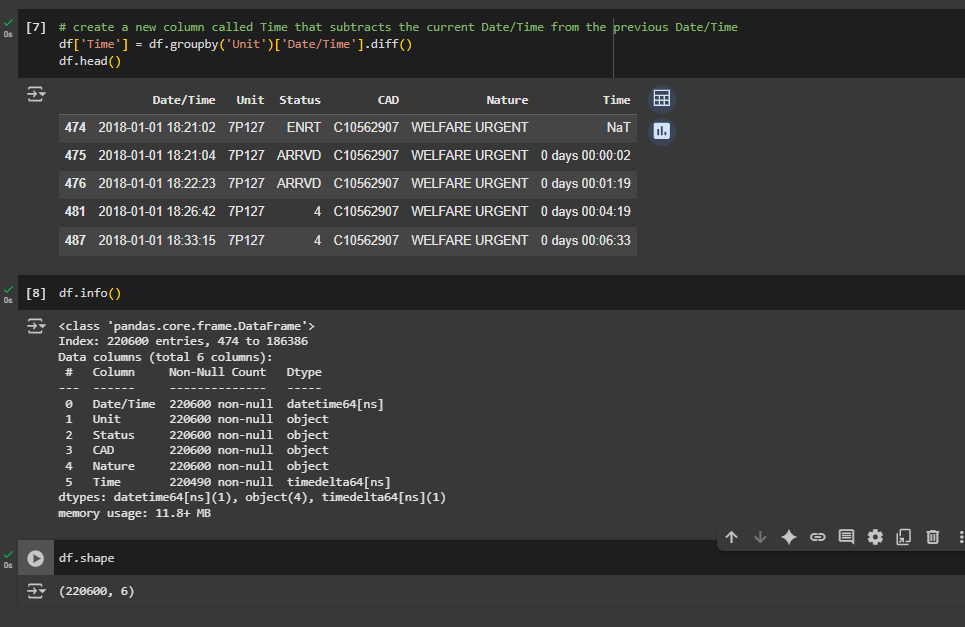 [7] # create a new column called Time that subtracts the current Date/Time from the previous Date/Time
df['Time'] = df.groupby('Unit')['Date/Time'].diff()
df.head()
0s
Date/Time Unit Status CAD Nature Time
474 2018-01-01 18:21:02 7P127 ENRT C10562907 WELFARE URGENT NaT
475 2018-01-01 18:21:04 7P127 ARRVD C10562907 WELFARE URGENT 0 days 00:00:02
476 2018-01-01 18:22:23 7P127 ARRVD C10562907 WELFARE URGENT 0 days 00:01:19
481 2018-01-01 18:26:42 7P127 4 C10562907 WELFARE URGENT 0 days 00:04:19
487 2018-01-01 18:33:15 7P127 4 C10562907 WELFARE URGENT 0 days 00:06:33
[8] df.info()
0s
<class 'pandas.core.frame.DataFrame'>
Index: 220600 entries, 474 to 186386
Data columns (total 6 columns):
# Column Non-Null Count Dtype
--- ------ -------------- -----
0 Date/Time 220600 non-null datetime64[ns]
1 Unit 220600 non-null object
2 Status 220600 non-null object
3 CAD 220600 non-null object
4 Nature 220600 non-null object
5 Time 220490 non-null timedelta64[ns]
dtypes: datetime64[ns](1), object(4), timedelta64[ns](1)
memory usage: 11.8+ MB
df.shape
0s
(220600, 6)